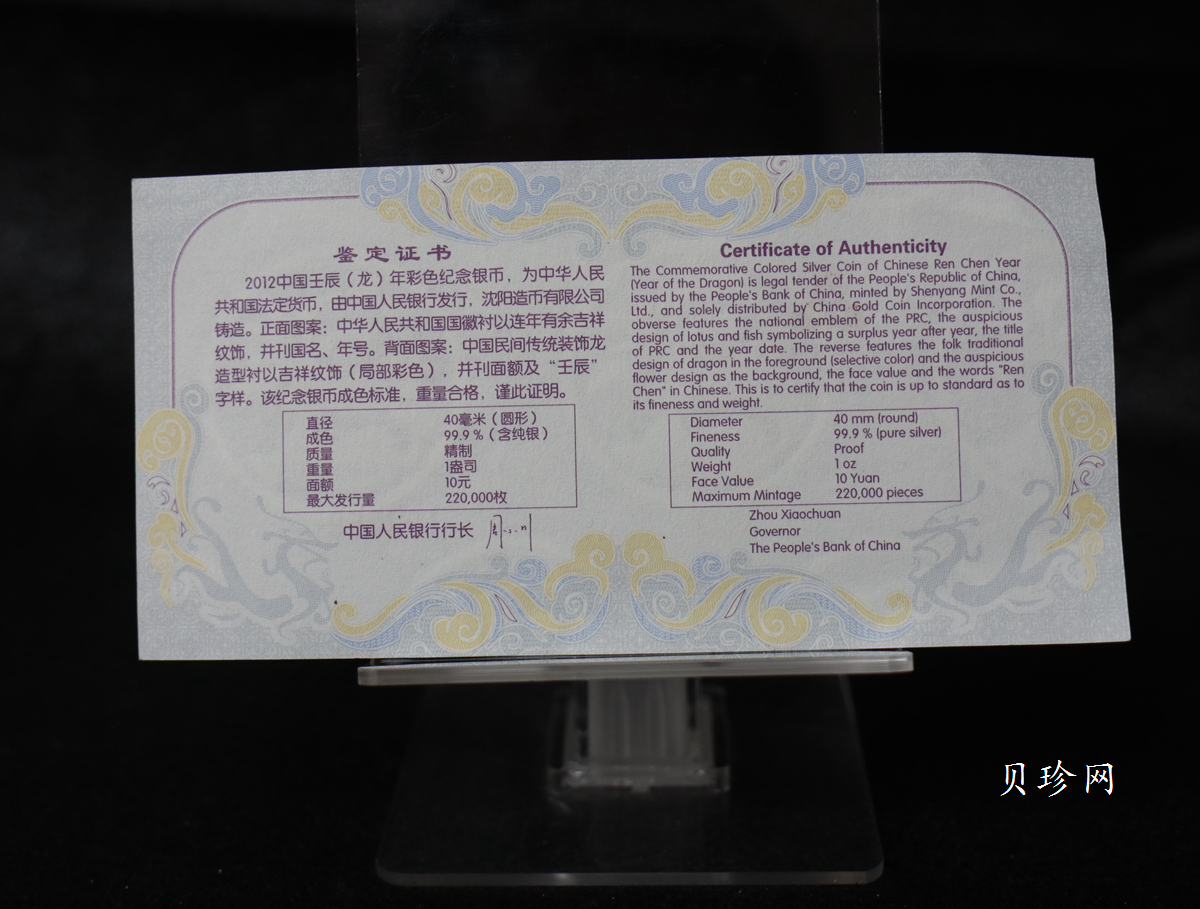 鉴定证书
2012中国壬辰（龙）年彩色纪念银币，为中华人民
共和国法定货币，由中国人民银行发行，沈阳造币有限公司
铸造。正面图案：中华人民共和国国徽衬以连年有余吉祥
纹饰，并刊国名、年号。背面图案：中国民间传统装饰龙
造型衬以吉祥纹饰（局部彩色），并刊面额及“壬辰”
字样。该纪念银币成色标准，重量合格，谨此证明。
直径 40毫米（圆形）
成色 99.9％（含纯银）
质量 精制
重量 1盎司
面额 10元
最大发行量 220,000枚
中国人民银行行长
Certificate of Authenticity
The Commemorative Colored Silver Coin of Chinese Ren Chen Year
(Year of the Dragon) is legal tender of the People's Republic of China,
issued by the People's Bank of China, minted by Shenyang Mint Co.,
Ltd., and solely distributed by China Gold Coin Incorporation. The
obverse features the national emblem of the PRC, the auspicious
design of lotus and fish symbolizing a surplus year after year, the title
of PRC and the year date. The reverse features the folk traditional
design of dragon in the foreground (selective color) and the auspicious
flower design as the background, the face value and the words "Ren
Chen" in Chinese. This is to certify that the coin is up to standard as to
its fineness and weight.
Diameter 40 mm (round)
Fineness 99.9 % (pure silver)
Quality Proof
Weight 1 oz
Face Value 10 Yuan
Maximum Mintage 220,000 pieces
Zhou Xiaochuan
Governor
The People's Bank of China
贝珍网